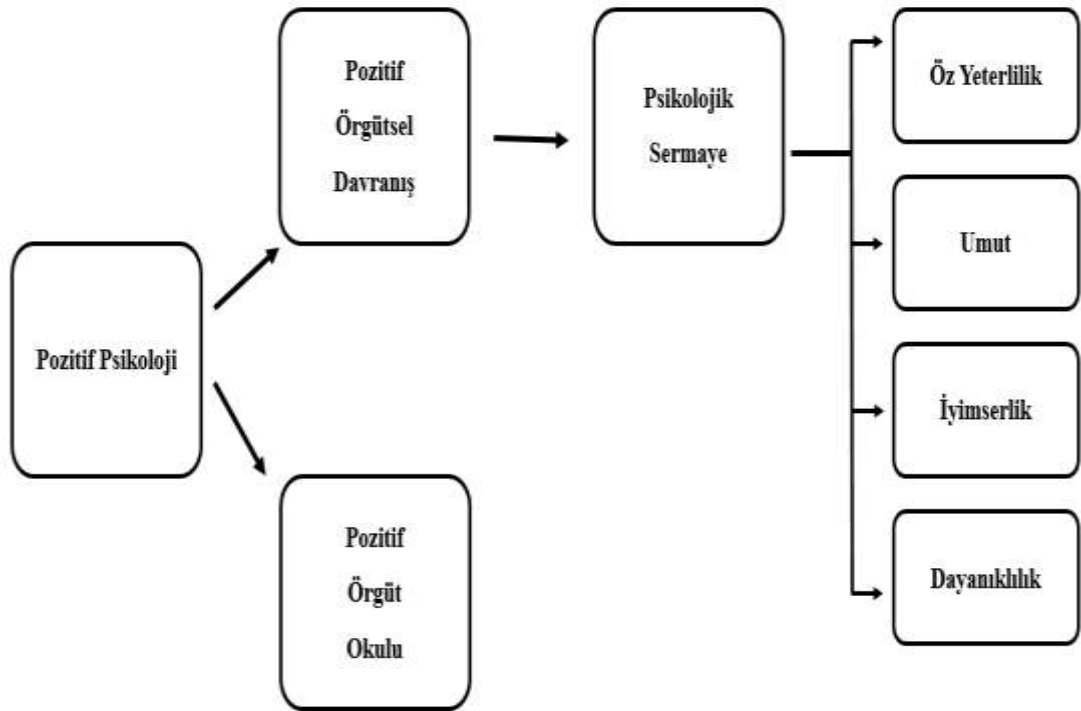 Pozitif Psikoloji
Pozitif
Örgütsel
Davranış
Pozitif
Örgüt
Okulu
Psikolojik
Sermaye
Öz Yeterlilik
Umut
İyimserlik
Dayanıklılık